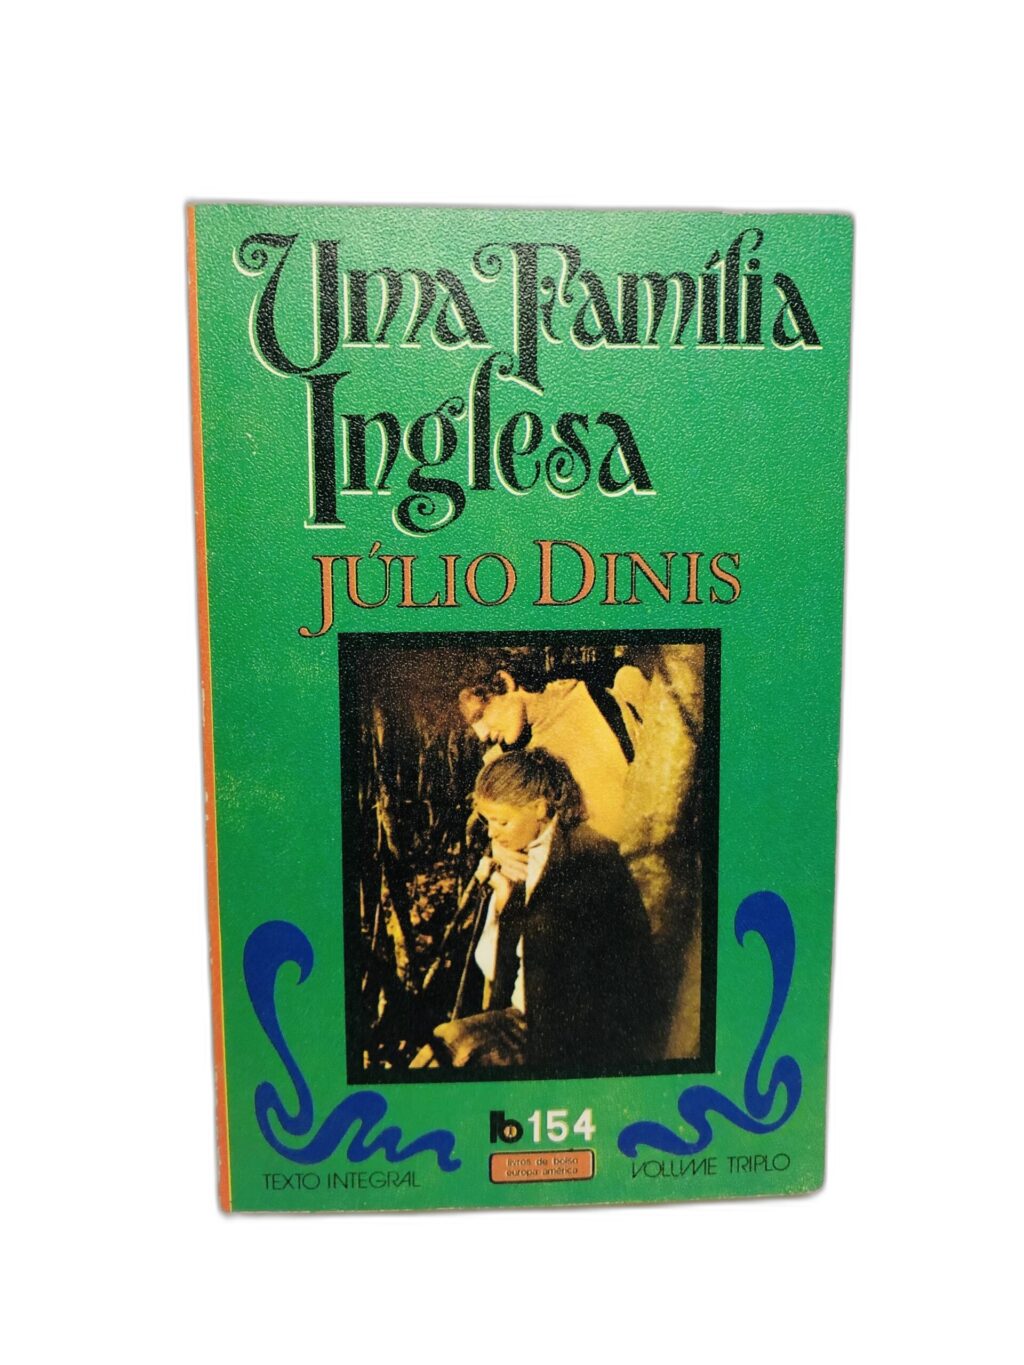 Uma Família
Inglesa
JÚLIO DINIS
lb 154
livros de bolso
europa-américa
TEXTO INTEGRAL
VOLUME TRIPLO